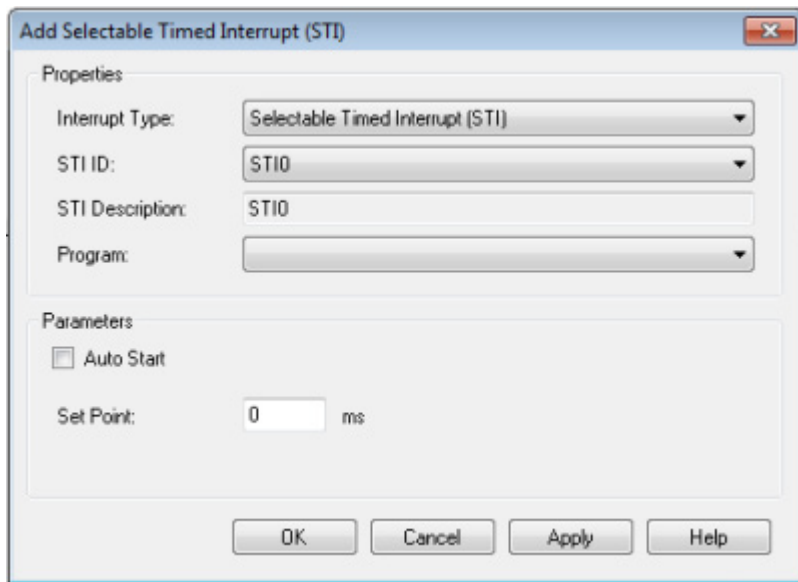 Add Selectable Timed Interrupt (STI)
Properties
Interrupt Type: Selectable Timed Interrupt (STI)
STI ID: STI0
STI Description: STI0
Program:
Parameters
Auto Start
Set Point: 0 ms
OK Cancel Apply Help